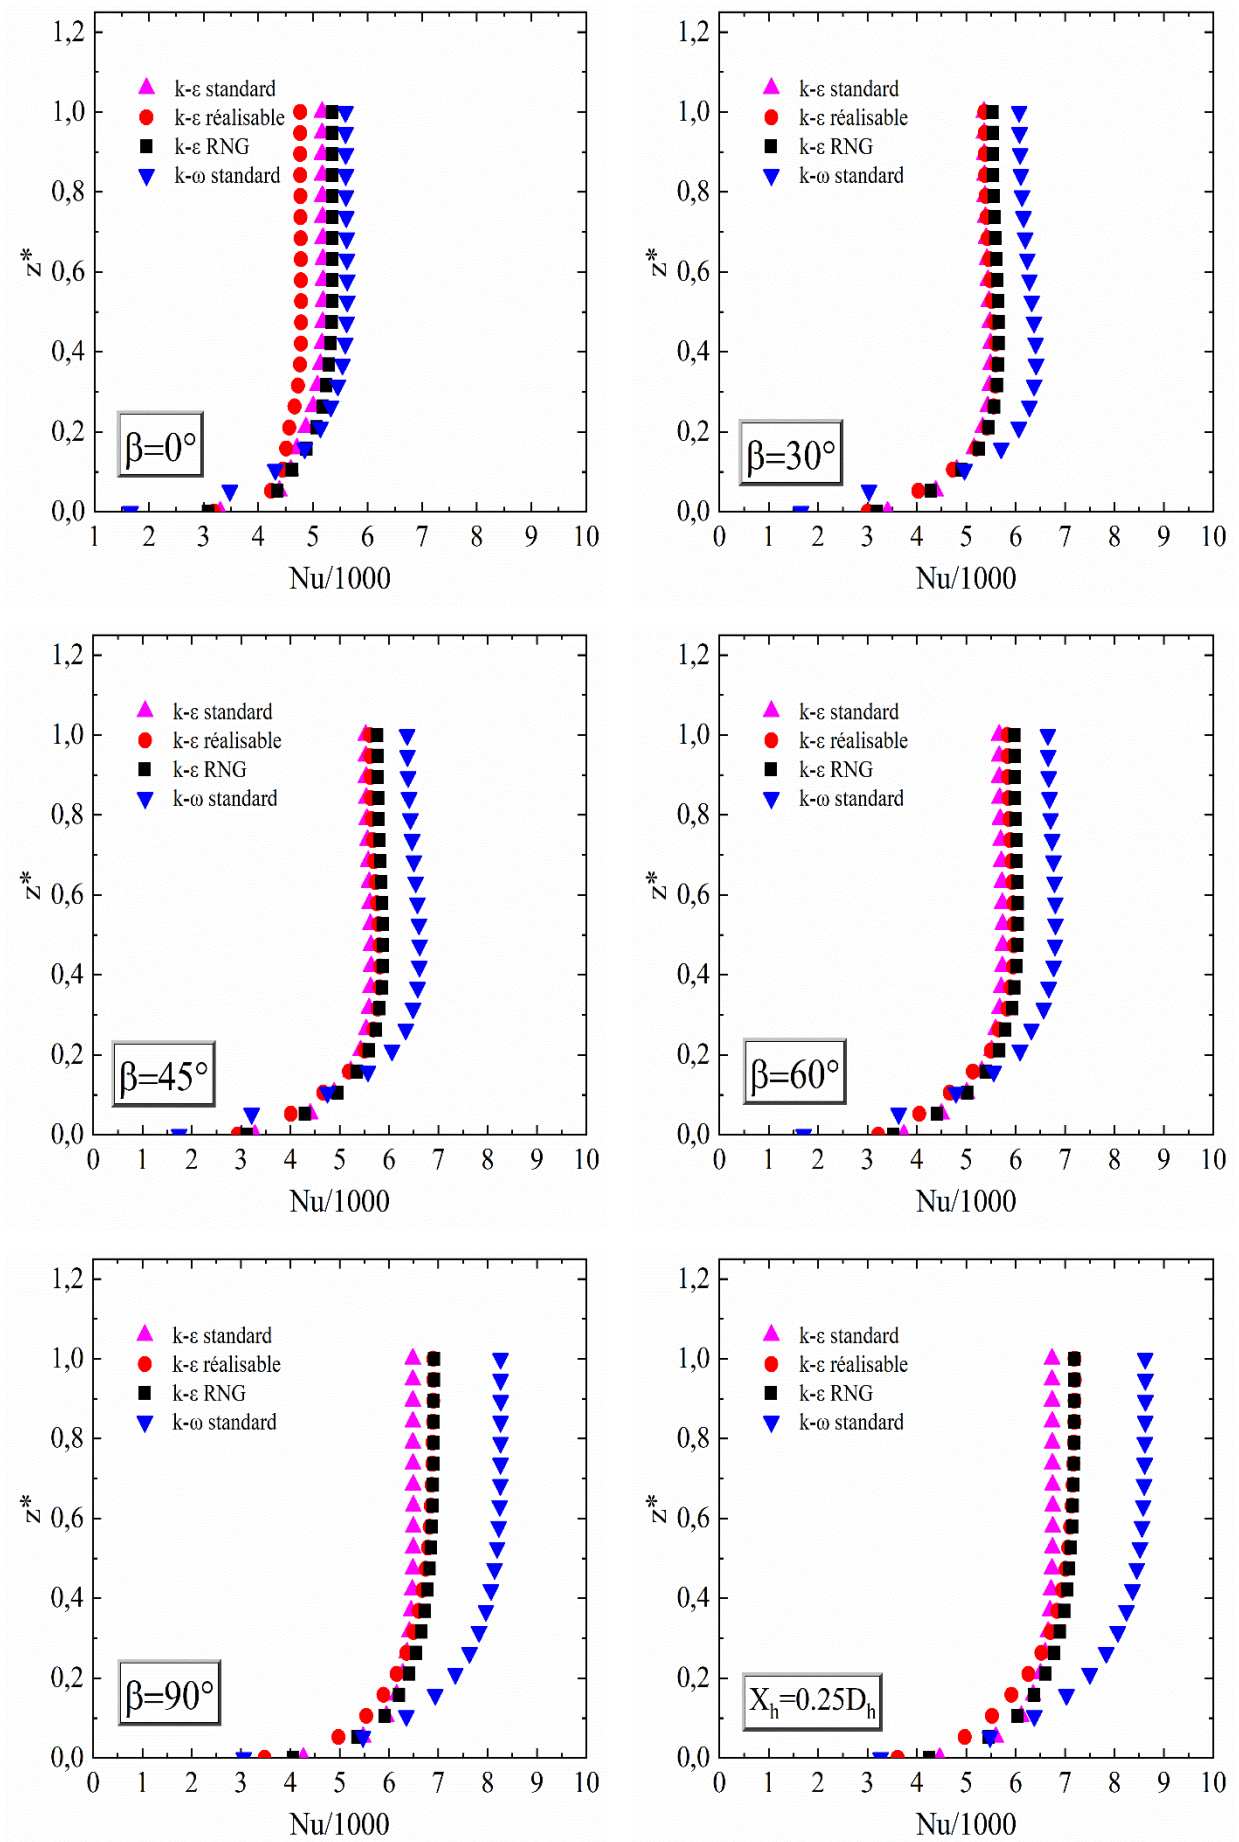 1,2
k-ε standard
k-ε réalisable
k-ε RNG
k-ω standard
1,0
0,8
z*
0,6
0,4
0,2
β=0°
0,0
1 2 3 4 5 6 7 8 9 10
Nu/1000
1,2
k-ε standard
k-ε réalisable
k-ε RNG
k-ω standard
1,0
0,8
z*
0,6
0,4
0,2
β=30°
0,0
0 1 2 3 4 5 6 7 8 9 10
Nu/1000
1,2
k-ε standard
k-ε réalisable
k-ε RNG
k-ω standard
1,0
0,8
z*
0,6
0,4
0,2
β=45°
0,0
0 1 2 3 4 5 6 7 8 9 10
Nu/1000
1,2
k-ε standard
k-ε réalisable
k-ε RNG
k-ω standard
1,0
0,8
z*
0,6
0,4
0,2
β=60°
0,0
0 1 2 3 4 5 6 7 8 9 10
Nu/1000
1,2
k-ε standard
k-ε réalisable
k-ε RNG
k-ω standard
1,0
0,8
z*
0,6
0,4
0,2
β=90°
0,0
0 1 2 3 4 5 6 7 8 9 10
Nu/1000
1,2
k-ε standard
k-ε réalisable
k-ε RNG
k-ω standard
1,0
0,8
z*
0,6
0,4
0,2
Xₕ=0.25Dₕ
0,0
0 1 2 3 4 5 6 7 8 9 10
Nu/1000